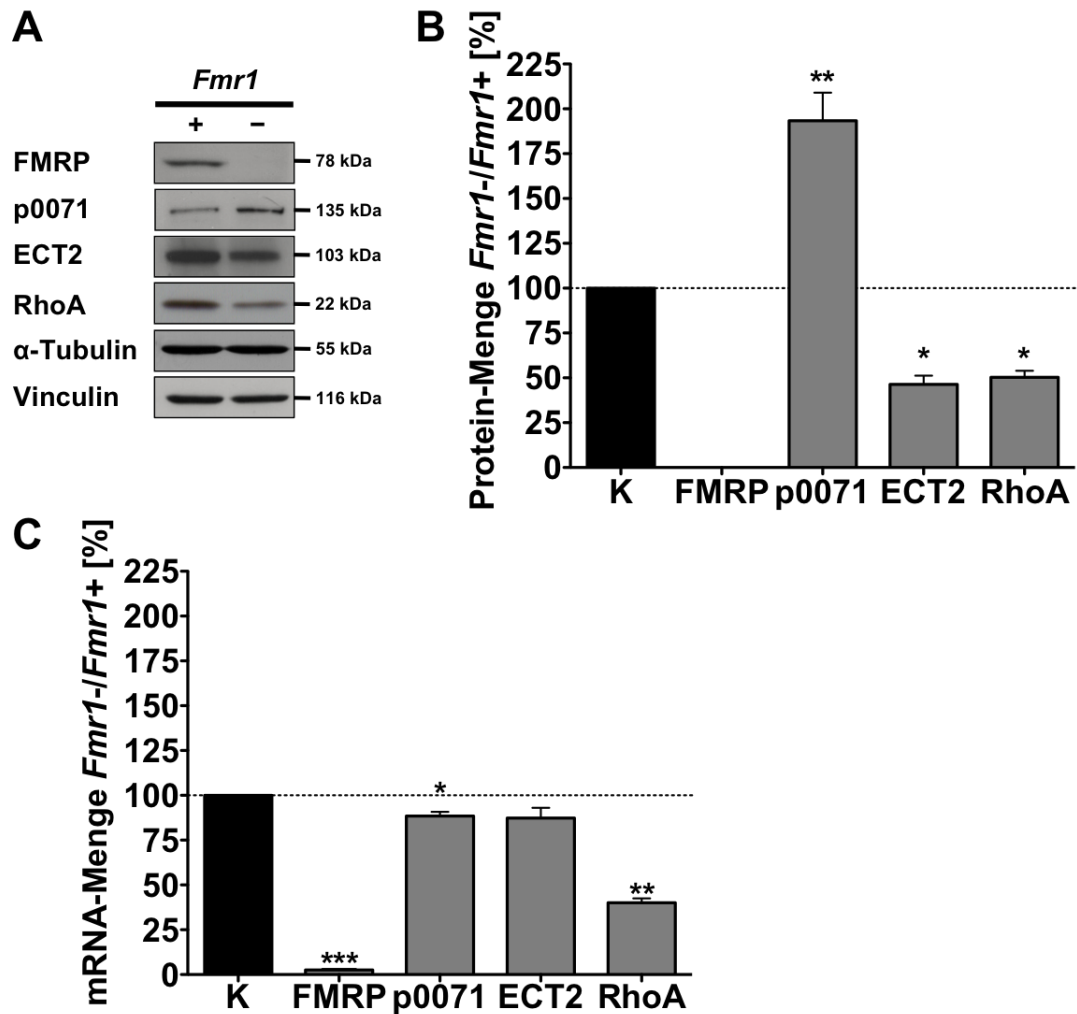 A
Fmr1
+ −
FMRP 78 kDa
p0071 135 kDa
ECT2 103 kDa
RhoA 22 kDa
α-Tubulin 55 kDa
Vinculin 116 kDa
B
Protein-Menge Fmr1-/Fmr1+ [%]
225
200
175
150
125
100
75
50
25
0
**
*
*
K FMRP p0071 ECT2 RhoA
C
mRNA-Menge Fmr1-/Fmr1+ [%]
225
200
175
150
125
100
75
50
25
0
***
*
**
K FMRP p0071 ECT2 RhoA